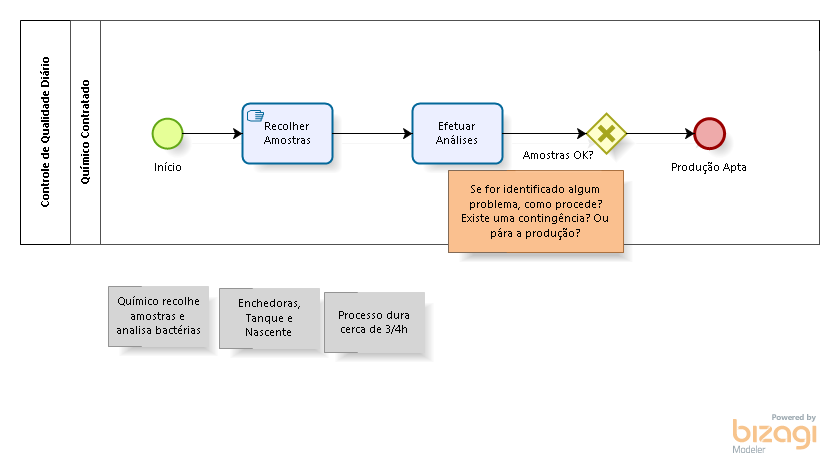 Controle de Qualidade Diário
Químico Contratado
Início
Recolher
Amostras
Efetuar
Análises
Amostras OK?
Produção Apta
Se for identificado algum
problema, como procede?
Existe uma contingência? Ou
pára a produção?
Químico recolhe
amostras e
analisa bactérias
Enchedoras,
Tanque e
Nascente
Processo dura
cerca de 3/4h
Powered by
bizagi
Modeler